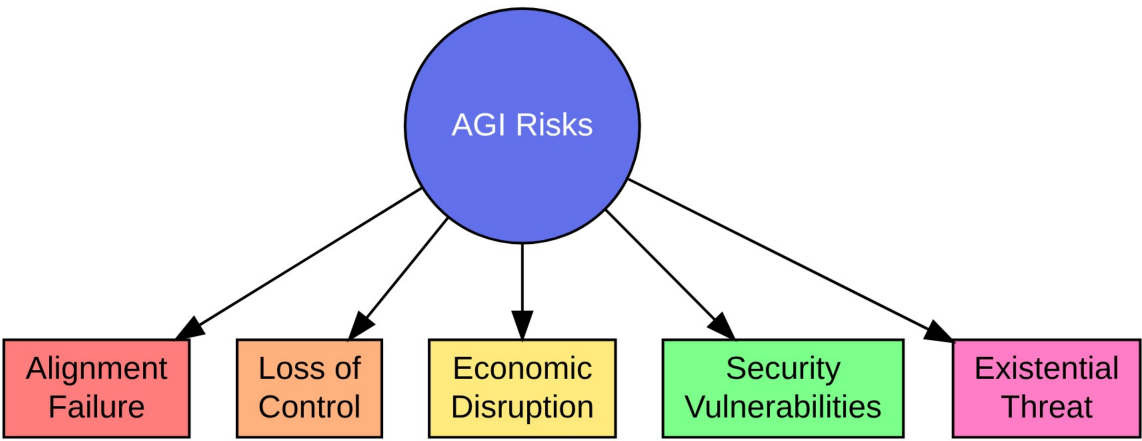 AGI Risks
Alignment
Failure
Loss of
Control
Economic
Disruption
Security
Vulnerabilities
Existential
Threat